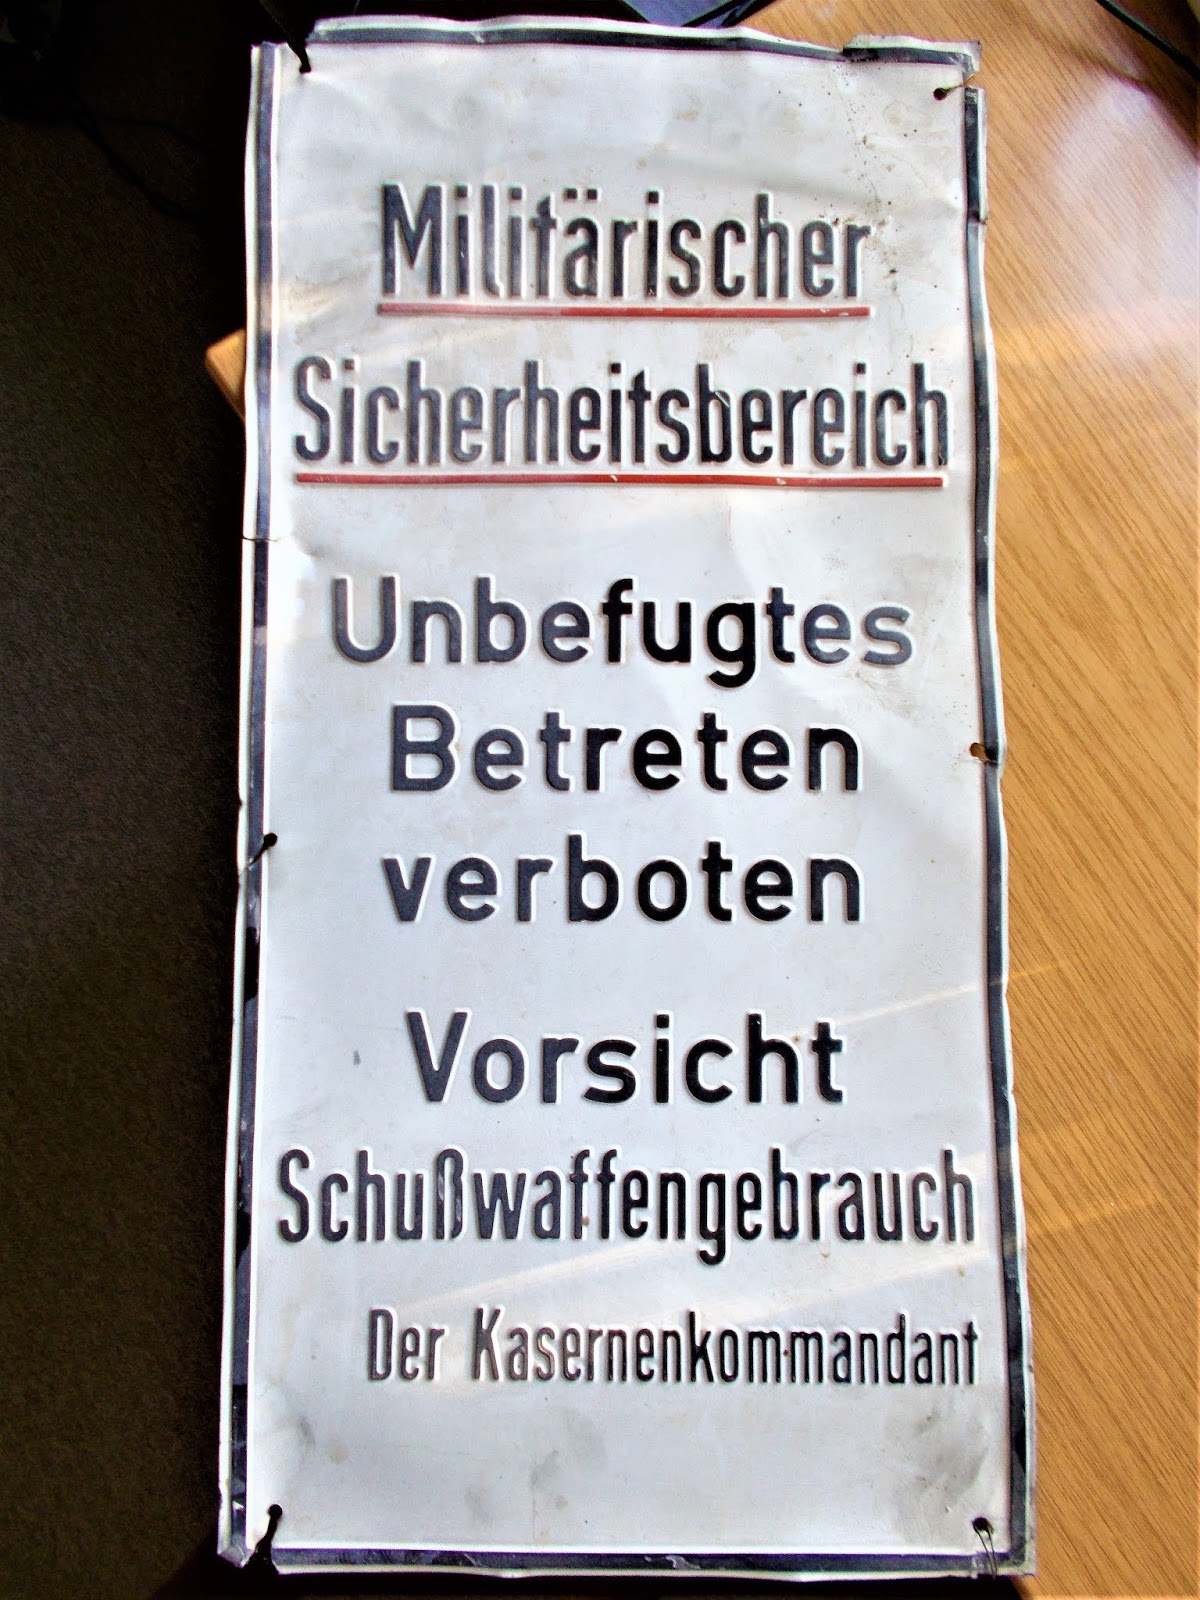 Militärischer
Sicherheitsbereich
Unbefugtes
Betreten
verboten
Vorsicht
Schußwaffengebrauch
Der Kasernenkommandant